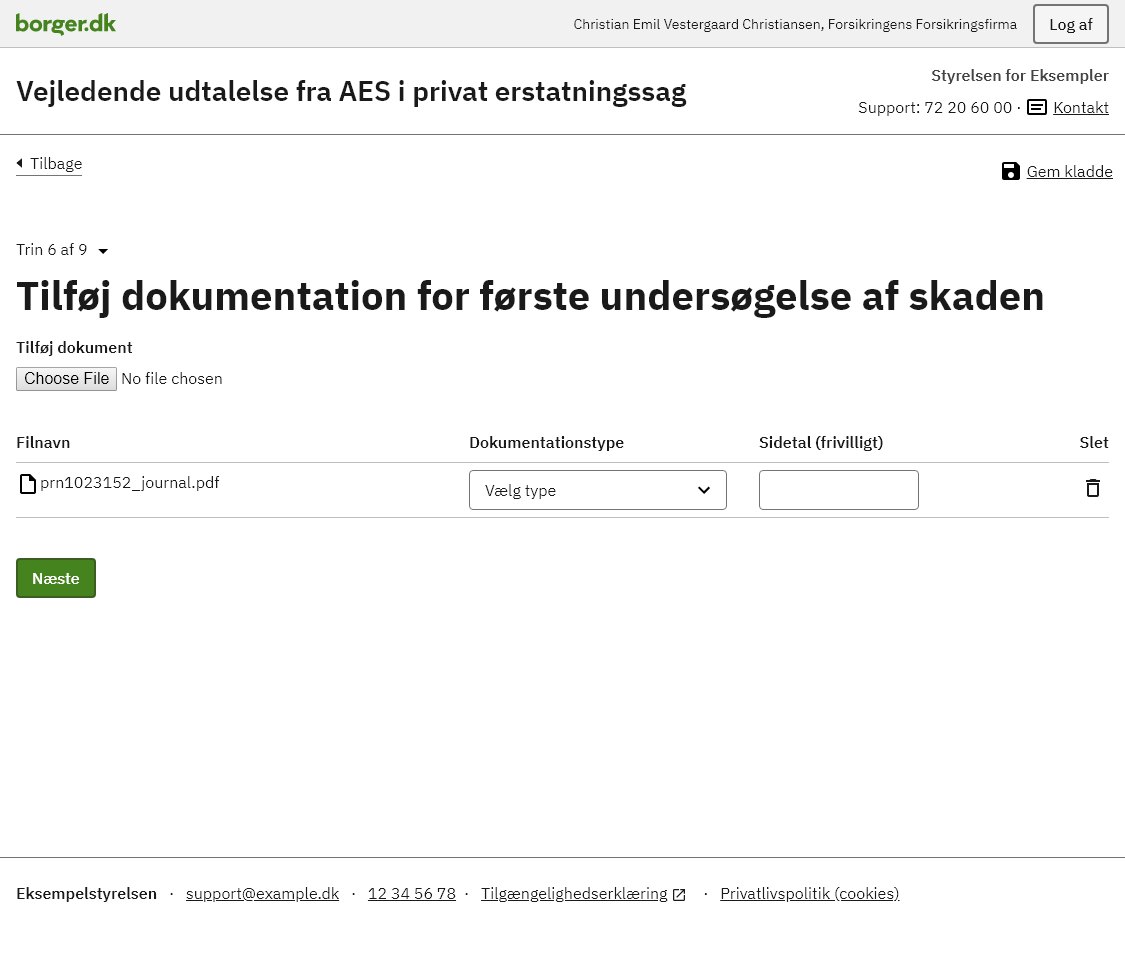 borger.dk
Christian Emil Vestergaard Christiansen, Forsikringens Forsikringsfirma
Log af
Vejledende udtalelse fra AES i privat erstatningssag
Styrelsen for Eksempler
Support: 72 20 60 00 · Kontakt
Tilbage
Gem kladde
Trin 6 af 9
Tilføj dokumentation for første undersøgelse af skaden
Tilføj dokument
Choose File No file chosen
Filnavn Dokumentationstype Sidetal (frivilligt) Slet
prn1023152_journal.pdf Vælg type
Næste
Eksempelstyrelsen · support@example.dk · 12 34 56 78 · Tilgængelighedserklæring · Privatlivspolitik (cookies)